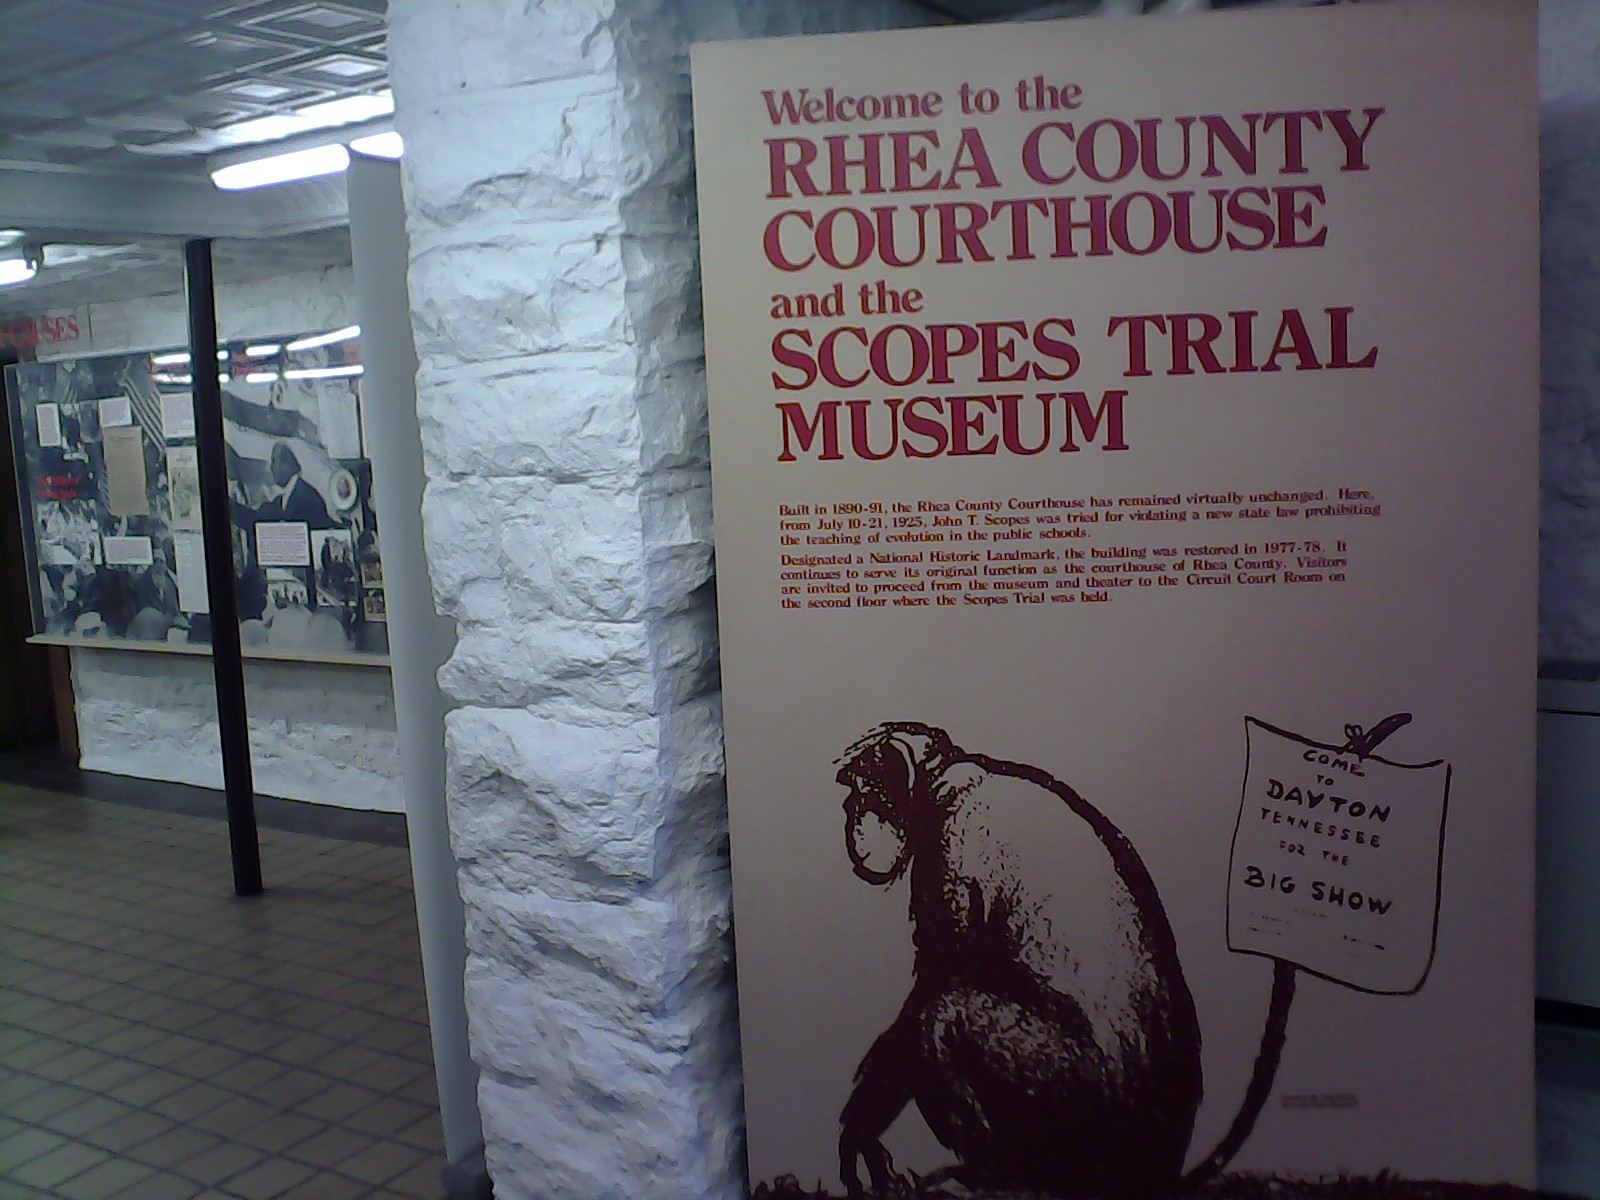 Welcome to the
RHEA COUNTY
COURTHOUSE
and the
SCOPES TRIAL
MUSEUM
Built in 1890-91, the Rhea County Courthouse has remained virtually unchanged. Here,
from July 10-21, 1925, John T. Scopes was tried for violating a new state law prohibiting
the teaching of evolution in the public schools.
Designated a National Historic Landmark, the building was restored in 1977-78. It
continues to serve its original function as the courthouse of Rhea County. Visitors
are invited to proceed from the museum and theater to the Circuit Court Room on
the second floor where the Scopes Trial was held.
COME
TO
DAYTON
TENNESSEE
FOR THE
BIG SHOW